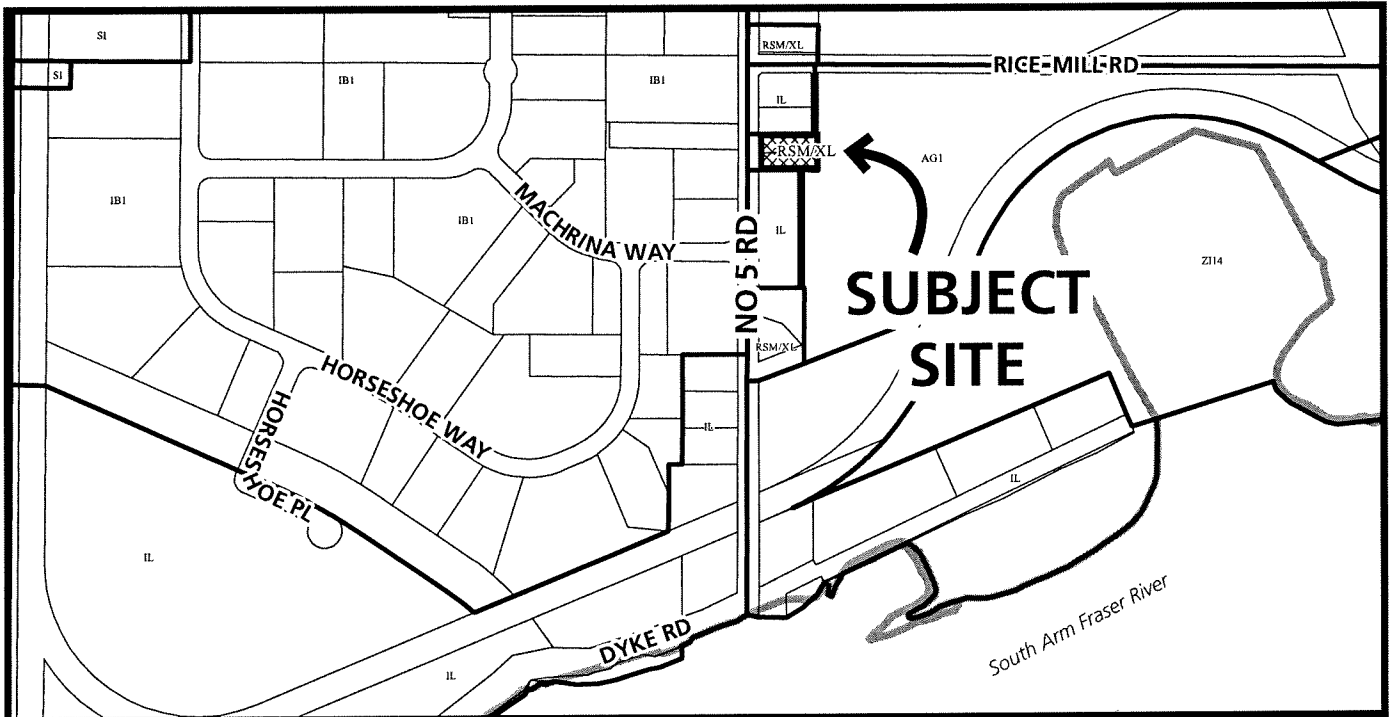 S1
RSM/XL
RICE MILL RD
S1
IB1
IB1
IL
RSM/XL
AG1
IB1
IB1
MACHRINA WAY
NO 5 RD
IL
ZI14
SUBJECT
SITE
RSM/XL
HORSESHOE WAY
HORSESHOE PL
IL
IL
IL
South Arm Fraser River
DYKE RD
IL